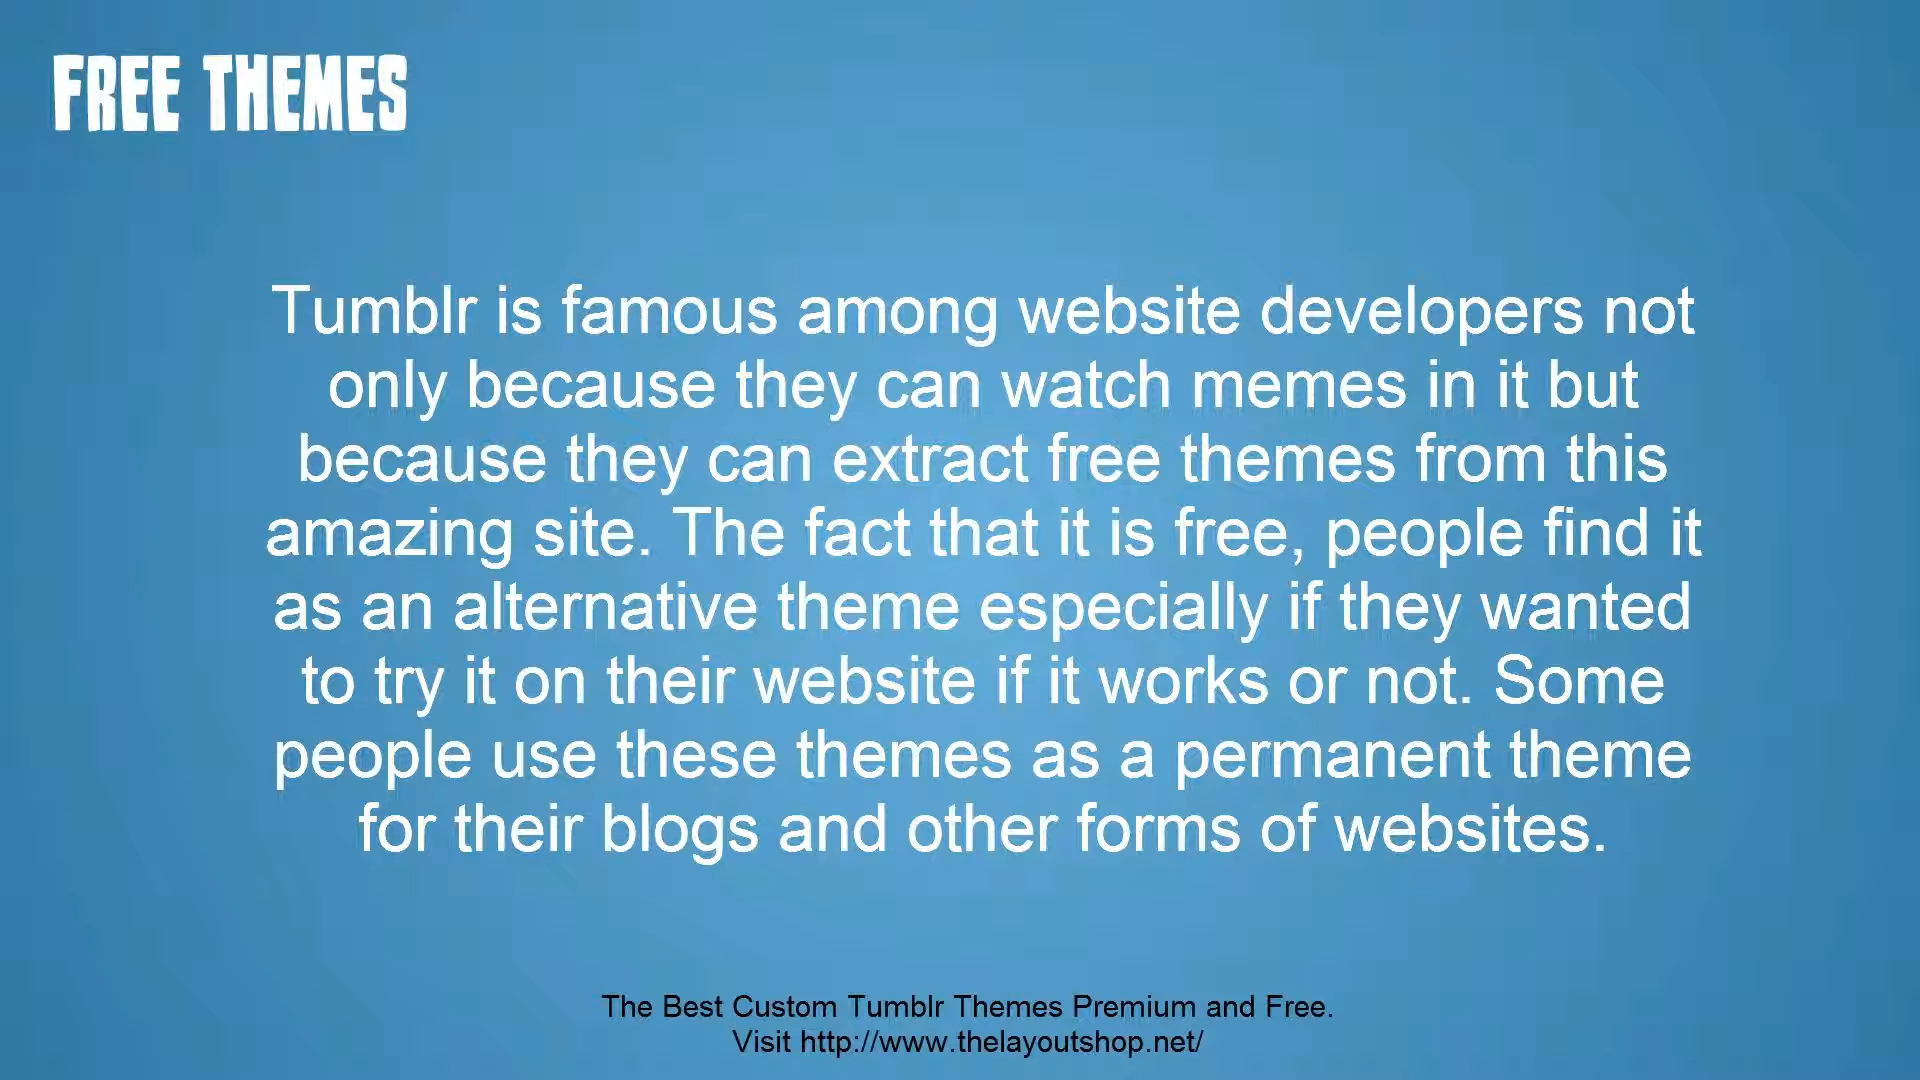 FREE THEMES
Tumblr is famous among website developers not
only because they can watch memes in it but
because they can extract free themes from this
amazing site. The fact that it is free, people find it
as an alternative theme especially if they wanted
to try it on their website if it works or not. Some
people use these themes as a permanent theme
for their blogs and other forms of websites.
The Best Custom Tumblr Themes Premium and Free.
Visit http://www.thelayoutshop.net/